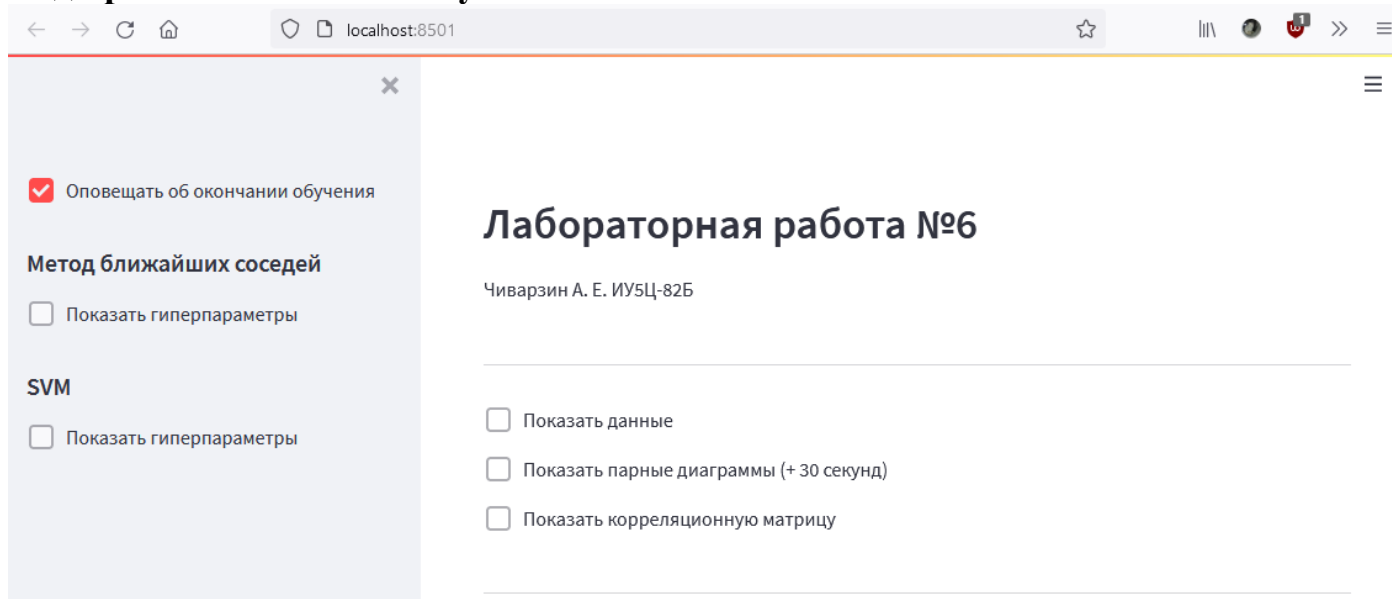 localhost:8501
1
Оповещать об окончании обучения
Метод ближайших соседей
Показать гиперпараметры
SVM
Показать гиперпараметры
Лабораторная работа №6
Чиварзин А. Е. ИУ5Ц-82Б
Показать данные
Показать парные диаграммы (+ 30 секунд)
Показать корреляционную матрицу